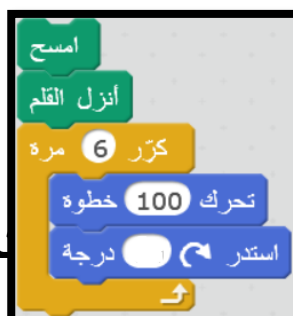 امسح
أنزل القلم
كرّر 6 مرة
تحرك 100 خطوة
استدر درجة